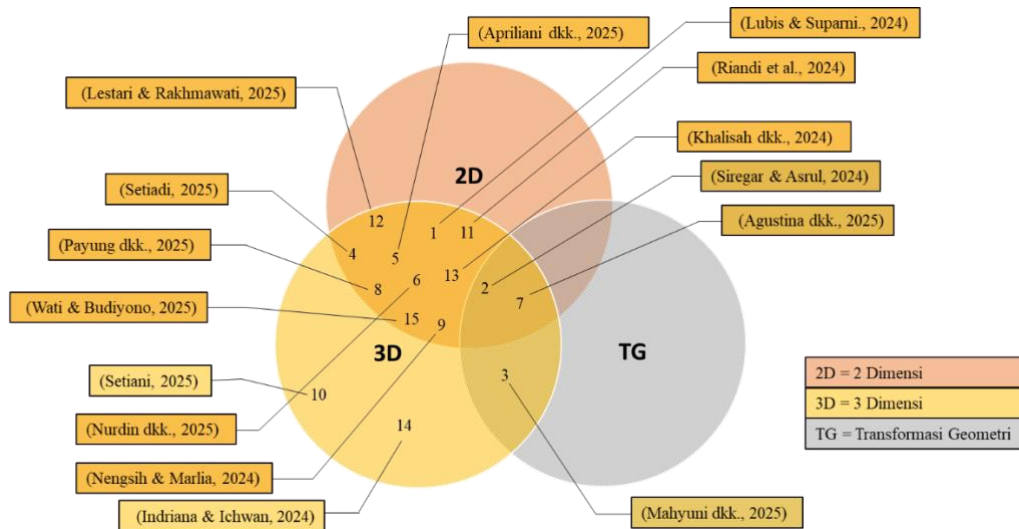 (Apriliani dkk., 2025)
(Lubis & Suparni., 2024)
(Riandi et al., 2024)
(Lestari & Rakhmawati, 2025)
(Khalisah dkk., 2024)
2D
(Siregar & Asrul, 2024)
(Setiadi, 2025)
(Agustina dkk., 2025)
12
1
11
(Payung dkk., 2025)
4
5
6
13
8
2
7
(Wati & Budiyono, 2025)
15
9
3D
TG
(Setiani, 2025)
10
3
2D = 2 Dimensi
3D = 3 Dimensi
TG = Transformasi Geometri
(Nurdin dkk., 2025)
14
(Nengsih & Marlia, 2024)
(Indriana & Ichwan, 2024)
(Mahyuni dkk., 2025)